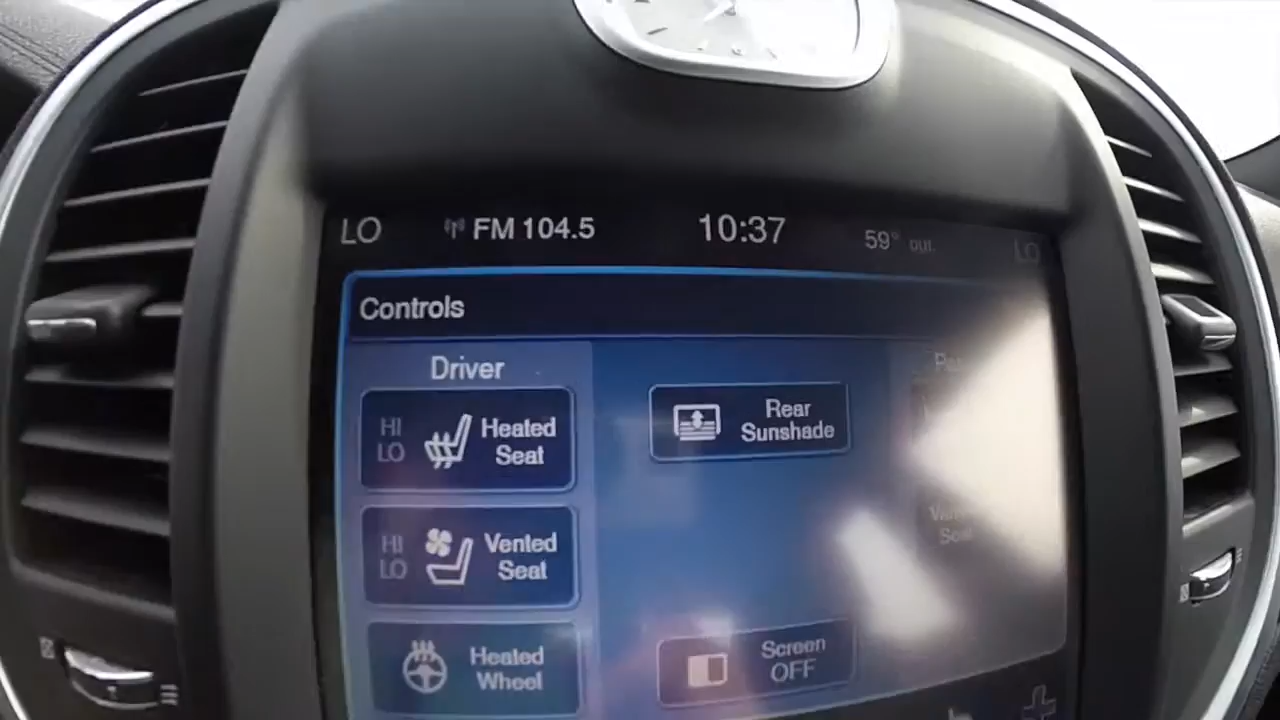 LO FM 104.5 10:37 59° out. LO
Controls
Driver
HI
LO
Heated
Seat
Rear
Sunshade
HI
LO
Vented
Seat
Seat
Heated
Wheel
Screen
OFF